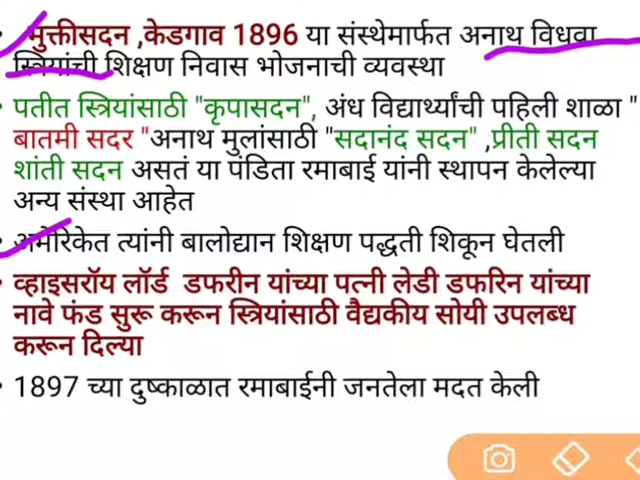 मुक्तीसदन ,केडगाव 1896 या संस्थेमार्फत अनाथ विधवा
स्त्रियांची शिक्षण निवास भोजनाची व्यवस्था
पतीत स्त्रियांसाठी "कृपासदन", अंध विद्यार्थ्यांची पहिली शाळा "
बातमी सदर "अनाथ मुलांसाठी "सदानंद सदन" ,प्रीती सदन
शांती सदन असतं या पंडिता रमाबाई यांनी स्थापन केलेल्या
अन्य संस्था आहेत
अमेरिकेत त्यांनी बालोद्यान शिक्षण पद्धती शिकून घेतली
व्हाइसरॉय लॉर्ड डफरीन यांच्या पत्नी लेडी डफरिन यांच्या
नावे फंड सुरू करून स्त्रियांसाठी वैद्यकीय सोयी उपलब्ध
करून दिल्या
1897 च्या दुष्काळात रमाबाईनी जनतेला मदत केली